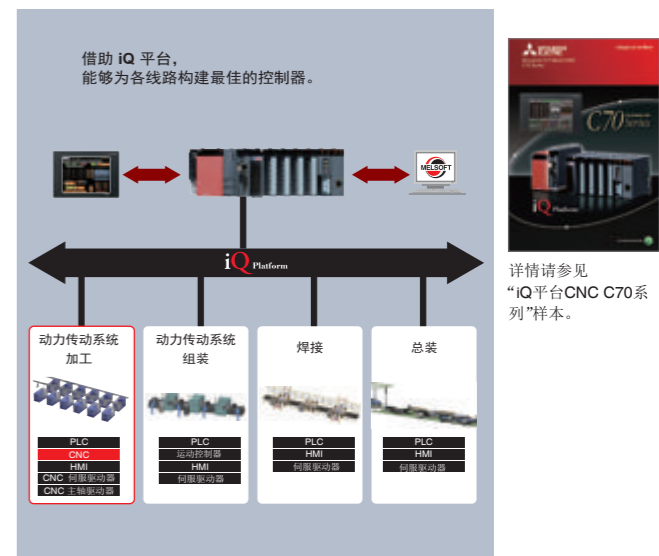 借助 iQ 平台，
能够为各线路构建最佳的控制器。
MELSOFT
iQ Platform
动力传动系统
加工
PLC
CNC
HMI
CNC 伺服驱动器
CNC 主轴驱动器
动力传动系统
组装
PLC
运动控制器
HMI
伺服驱动器
焊接
PLC
HMI
伺服驱动器
总装
PLC
HMI
伺服驱动器
C70
iQ Platform
详情请参见
“iQ平台CNC C70系
列”样本。